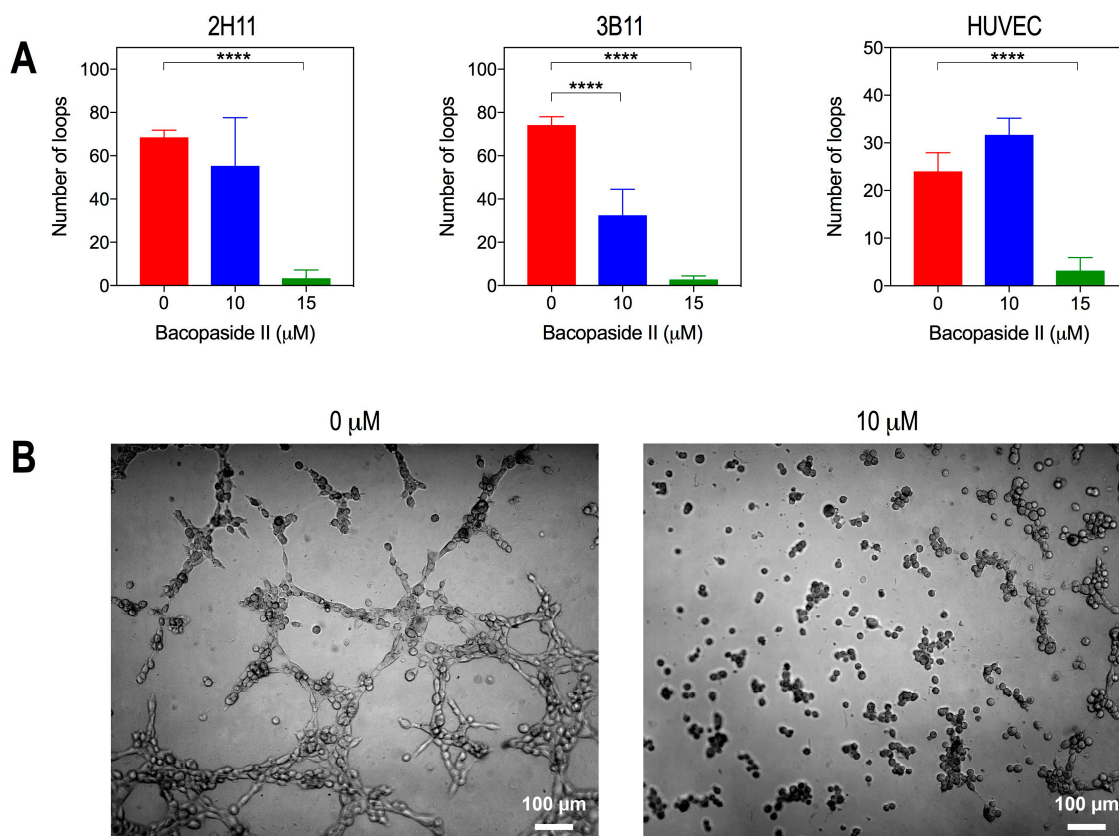 A
2H11
Number of loops
100
80
60
40
20
0
****
0 10 15
Bacopaside II (μM)
3B11
Number of loops
100
80
60
40
20
0
****
****
0 10 15
Bacopaside II (μM)
HUVEC
Number of loops
50
40
30
20
10
0
****
0 10 15
Bacopaside II (μM)
B
0 μM
100 μm
10 μM
100 μm